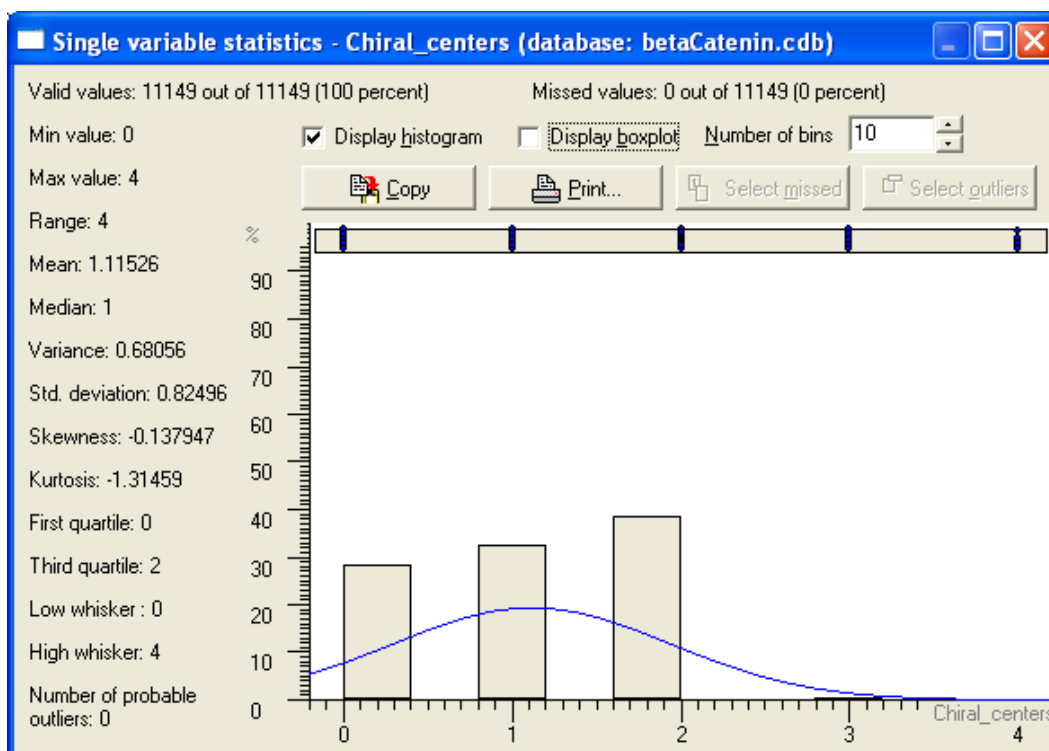 Single variable statistics - Chiral_centers (database: betaCatenin.cdb)
Valid values: 11149 out of 11149 (100 percent)
Missed values: 0 out of 11149 (0 percent)
Min value: 0
Display histogram
Display boxplot
Number of bins
10
Max value: 4
Copy
Print...
Select missed
Select outliers
Range: 4
%
Mean: 1.11526
90
Median: 1
80
Variance: 0.68056
70
Std. deviation: 0.82496
60
Skewness: -0.137947
50
Kurtosis: -1.31459
40
First quartile: 0
30
Third quartile: 2
20
Low whisker : 0
10
High whisker: 4
0
Number of probable
outliers: 0
Chiral_centers
0 1 2 3 4